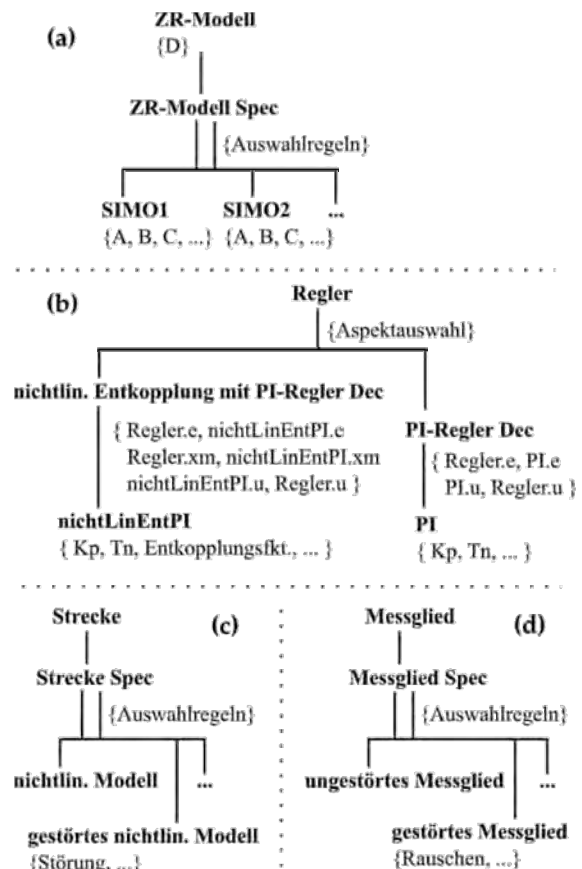 (a)
ZR-Modell
{D}
ZR-Modell Spec
{Auswahlregeln}
SIMO1 SIMO2 ...
{A, B, C, ...} {A, B, C, ...}
(b)
Regler
{Aspektauswahl}
nichtlin. Entkopplung mit PI-Regler Dec
{ Regler.e, nichtLinEntPI.e
Regler.xm, nichtLinEntPI.xm
nichtLinEntPI.u, Regler.u }
nichtLinEntPI
{ Kp, Tn, Entkopplungsfkt., ... }
PI-Regler Dec
{ Regler.e, PI.e
PI.u, Regler.u }
PI
{ Kp, Tn, ... }
(c)
Strecke
Strecke Spec
{Auswahlregeln}
nichtlin. Modell ...
gestörtes nichtlin. Modell
{Störung, ...}
(d)
Messglied
Messglied Spec
{Auswahlregeln}
ungestörtes Messglied ...
gestörtes Messglied
{Rauschen, ...}